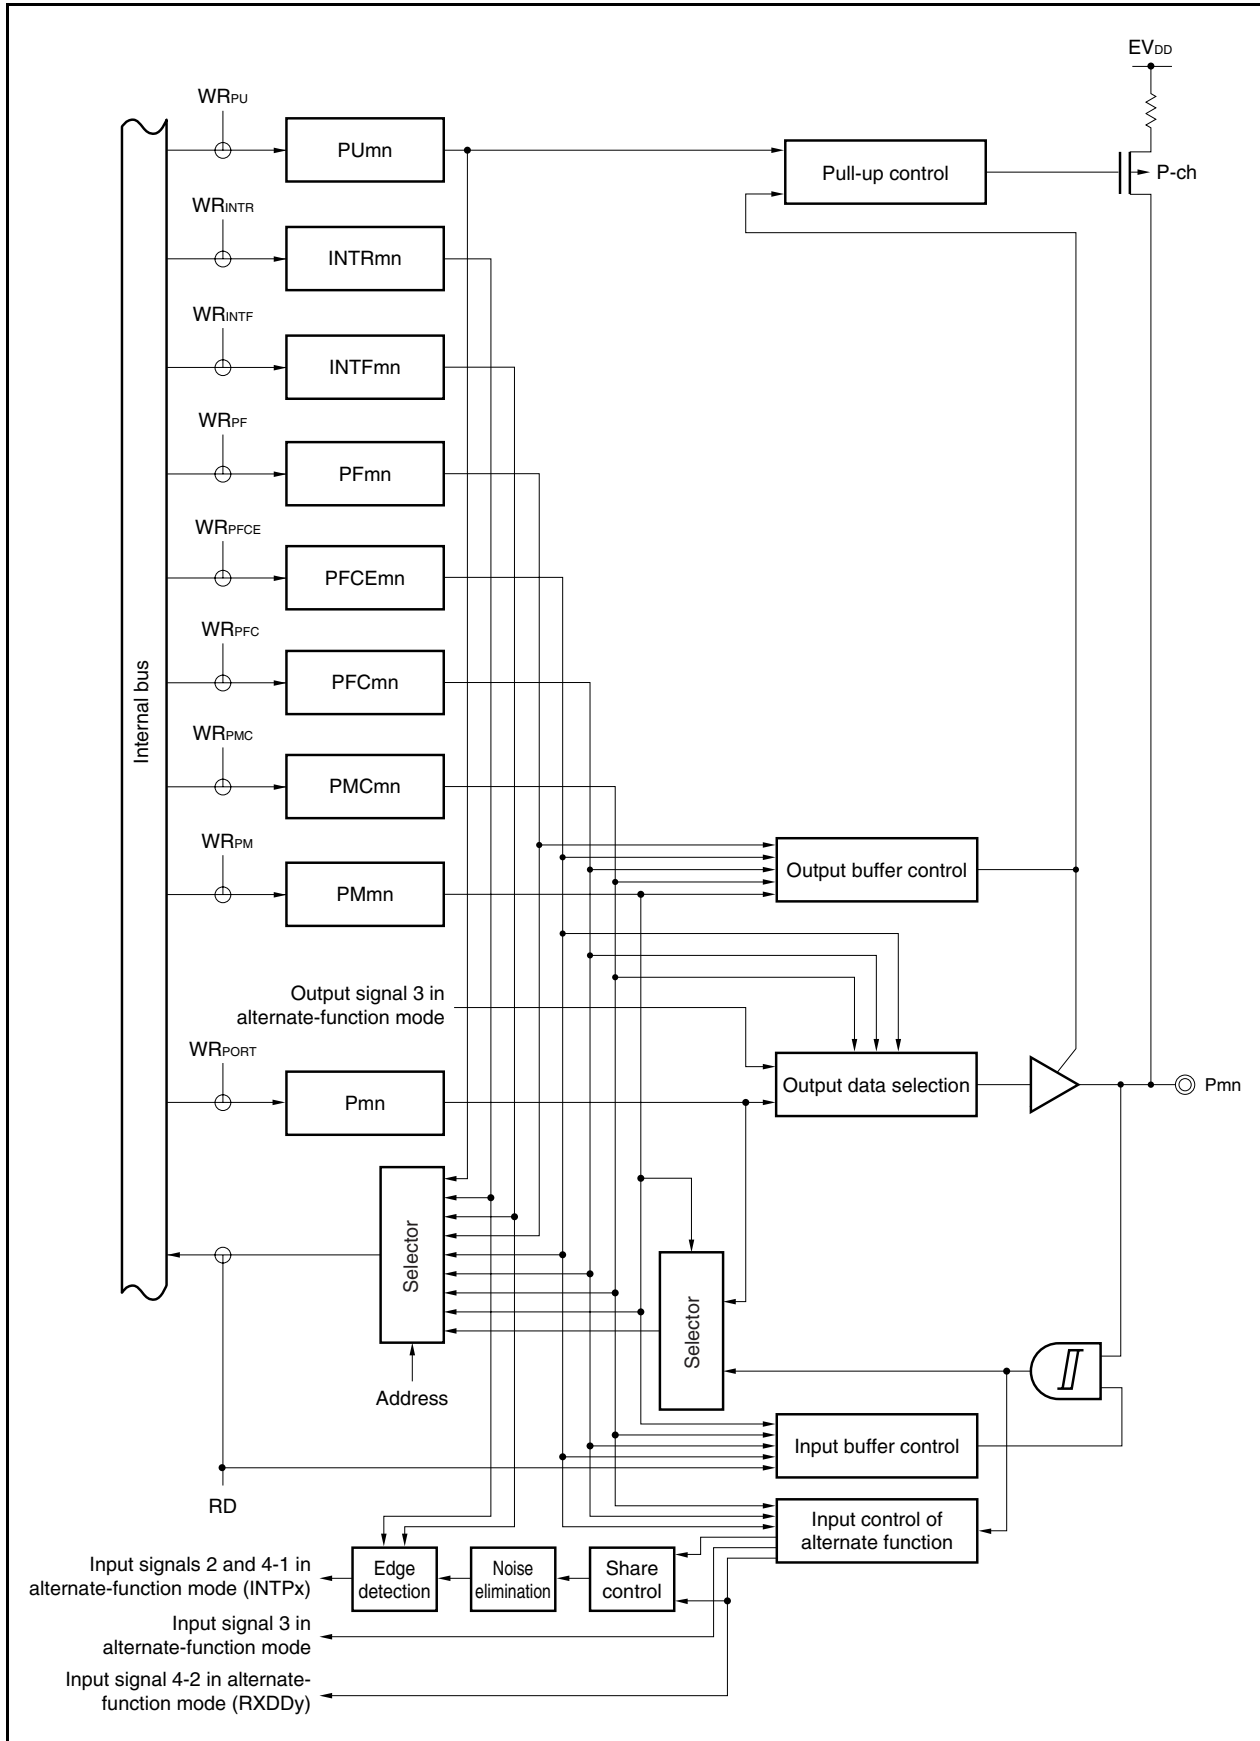 EVDD
WRPU
PUmn
Pull-up control
P-ch
WRINTR
INTRmn
WRINTF
INTFmn
WRPF
PFmn
WRPFCE
PFCEmn
WRPFC
PFCmn
Internal bus
WRPMC
PMCmn
WRPM
PMmn
Output buffer control
Output signal 3 in
alternate-function mode
WRPORT
Pmn
Output data selection
Pmn
Selector
Selector
Address
Input buffer control
RD
Input control of
alternate function
Input signals 2 and 4-1 in
alternate-function mode (INTPx)
Edge
detection
Noise
elimination
Share
control
Input signal 3 in
alternate-function mode
Input signal 4-2 in alternate-
function mode (RXDDy)